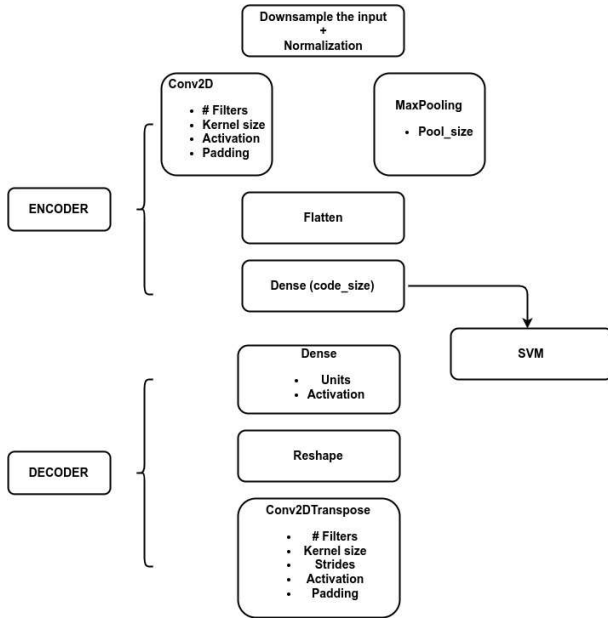 Downsample the input
+
Normalization
Conv2D
• # Filters
• Kernel size
• Activation
• Padding
MaxPooling
• Pool_size
ENCODER
Flatten
Dense (code_size)
SVM
Dense
• Units
• Activation
DECODER
Reshape
Conv2DTranspose
• # Filters
• Kernel size
• Strides
• Activation
• Padding